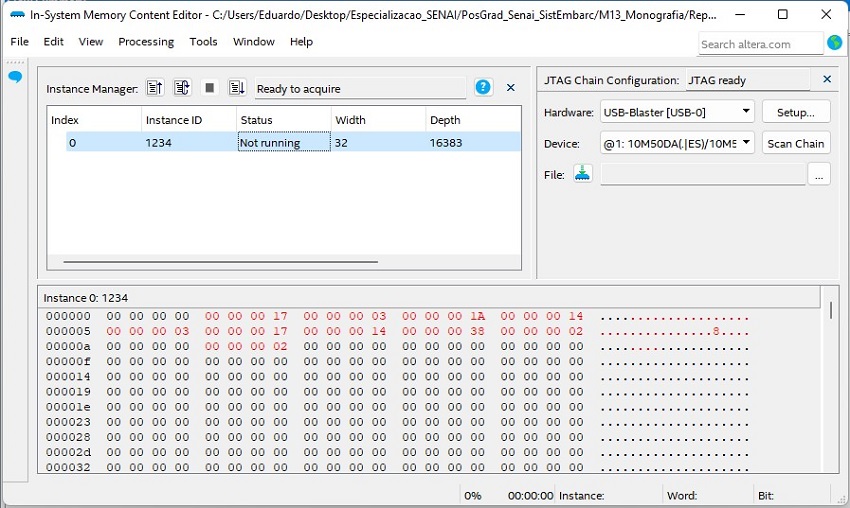 In-System Memory Content Editor - C:/Users/Eduardo/Desktop/Especializacao_SENAI/PosGrad_Senai_SistEmbarc/M13_Monografia/Rep...
File Edit View Processing Tools Window Help
Search altera.com
Instance Manager: Ready to acquire
Index Instance ID Status Width Depth
0 1234 Not running 32 16383
JTAG Chain Configuration: JTAG ready
Hardware: USB-Blaster [USB-0] Setup...
Device: @1: 10M50DA(.|ES)/10M5 Scan Chain
File: ...
Instance 0: 1234
000000 00 00 00 00 00 00 00 17 00 00 00 03 00 00 00 1A 00 00 00 14 ....................
000005 00 00 00 03 00 00 00 17 00 00 00 14 00 00 00 38 00 00 00 02 ...............8....
00000a 00 00 00 00 00 00 00 02 00 00 00 00 00 00 00 00 00 00 00 00 ....................
00000f 00 00 00 00 00 00 00 00 00 00 00 00 00 00 00 00 00 00 00 00 ....................
000014 00 00 00 00 00 00 00 00 00 00 00 00 00 00 00 00 00 00 00 00 ....................
000019 00 00 00 00 00 00 00 00 00 00 00 00 00 00 00 00 00 00 00 00 ....................
00001e 00 00 00 00 00 00 00 00 00 00 00 00 00 00 00 00 00 00 00 00 ....................
000023 00 00 00 00 00 00 00 00 00 00 00 00 00 00 00 00 00 00 00 00 ....................
000028 00 00 00 00 00 00 00 00 00 00 00 00 00 00 00 00 00 00 00 00 ....................
00002d 00 00 00 00 00 00 00 00 00 00 00 00 00 00 00 00 00 00 00 00 ....................
000032 00 00 00 00 00 00 00 00 00 00 00 00 00 00 00 00 00 00 00 00 ....................
0% 00:00:00 Instance: Word: Bit: